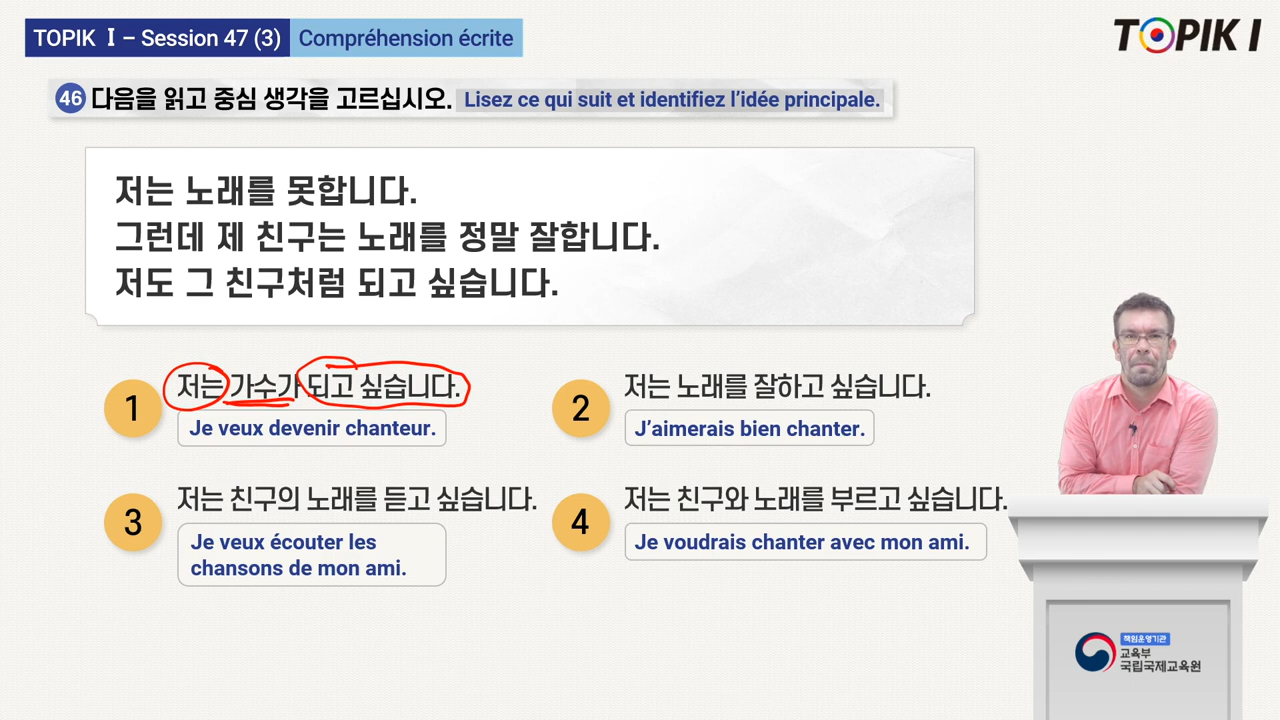 TOPIK Ⅰ – Session 47 (3) Compréhension écrite
TOPIK I
46 다음을 읽고 중심 생각을 고르십시오. Lisez ce qui suit et identifiez l’idée principale.
저는 노래를 못합니다.
그런데 제 친구는 노래를 정말 잘합니다.
저도 그 친구처럼 되고 싶습니다.
1 저는 가수가 되고 싶습니다.
Je veux devenir chanteur.
2 저는 노래를 잘하고 싶습니다.
J’aimerais bien chanter.
3 저는 친구의 노래를 듣고 싶습니다.
Je veux écouter les
chansons de mon ami.
4 저는 친구와 노래를 부르고 싶습니다.
Je voudrais chanter avec mon ami.
책임운영기관
교육부
국립국제교육원